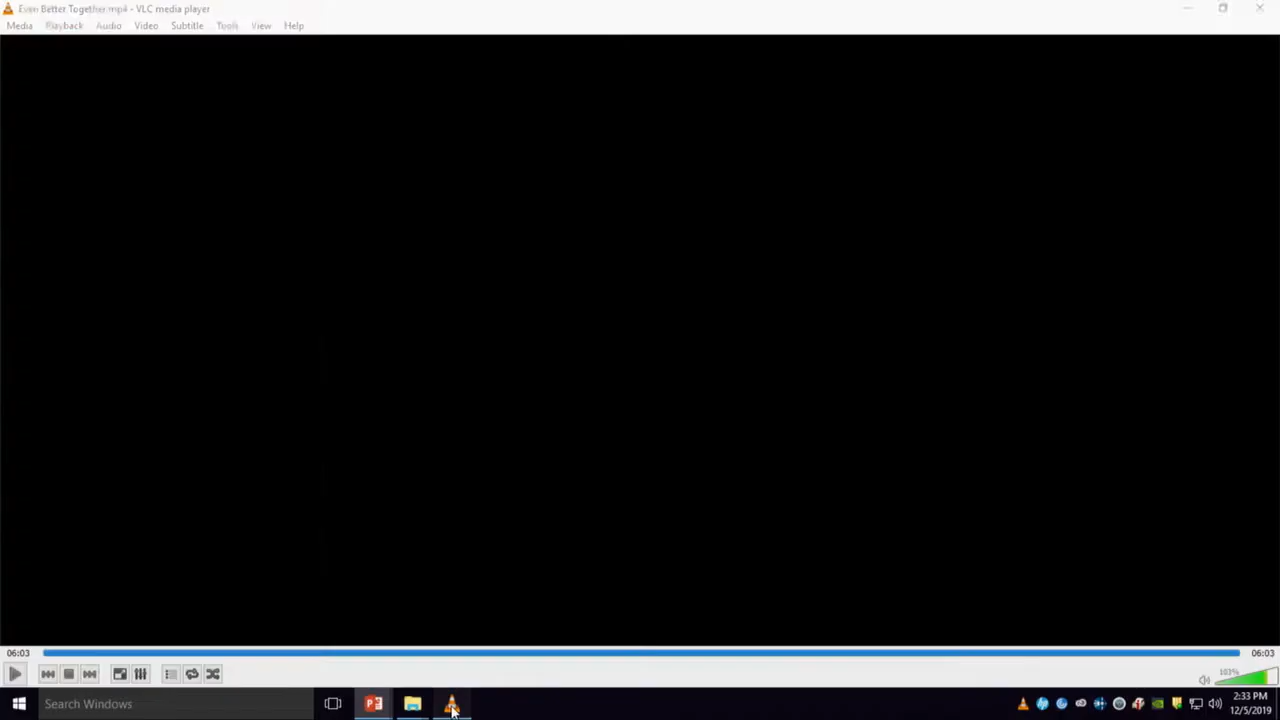 Even Better Together.mp4 - VLC media player
Media Playback Audio Video Subtitle Tools View Help
06:03 06:03
103%
Search Windows
2:33 PM
12/5/2019